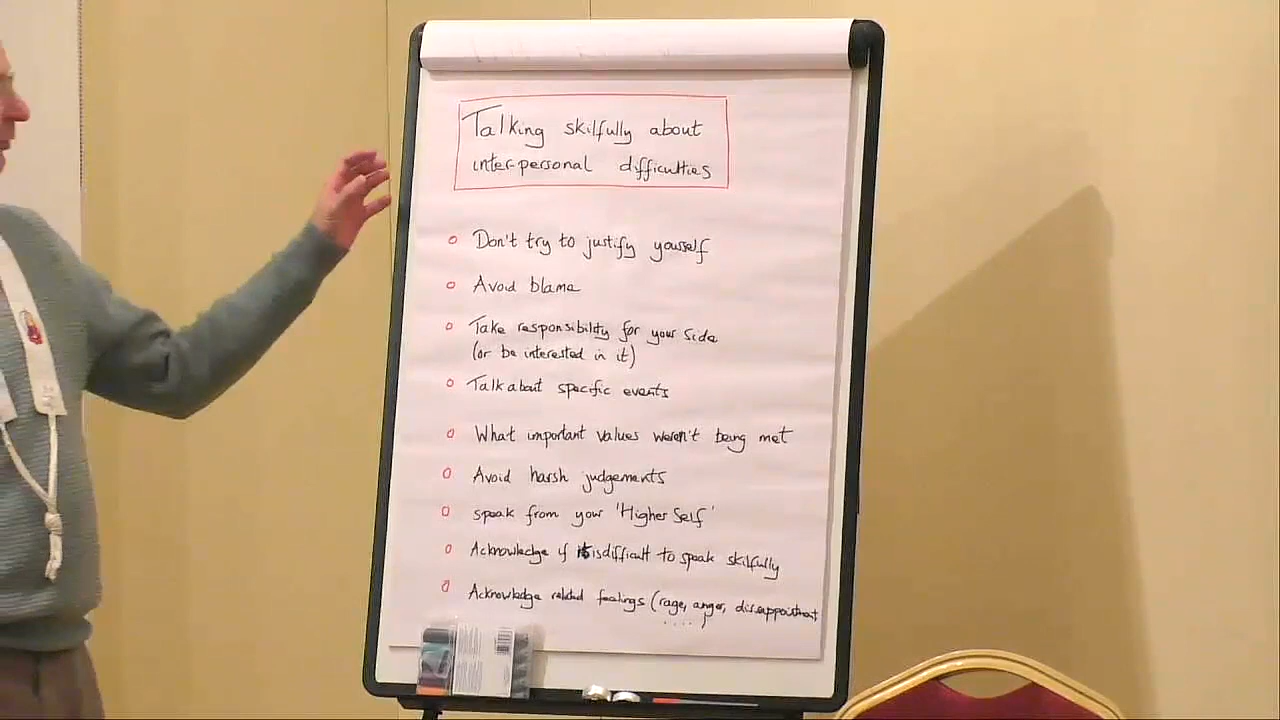 Talking skilfully about
interpersonal difficulties
Don't try to justify yourself
Avoid blame
Take responsibility for your side
(or be interested in it)
Talk about specific events
What important values weren't being met
Avoid harsh judgements
speak from your 'Higher Self'
Acknowledge if it is difficult to speak skilfully
Acknowledge related feelings (rage, anger, disappointment
....)